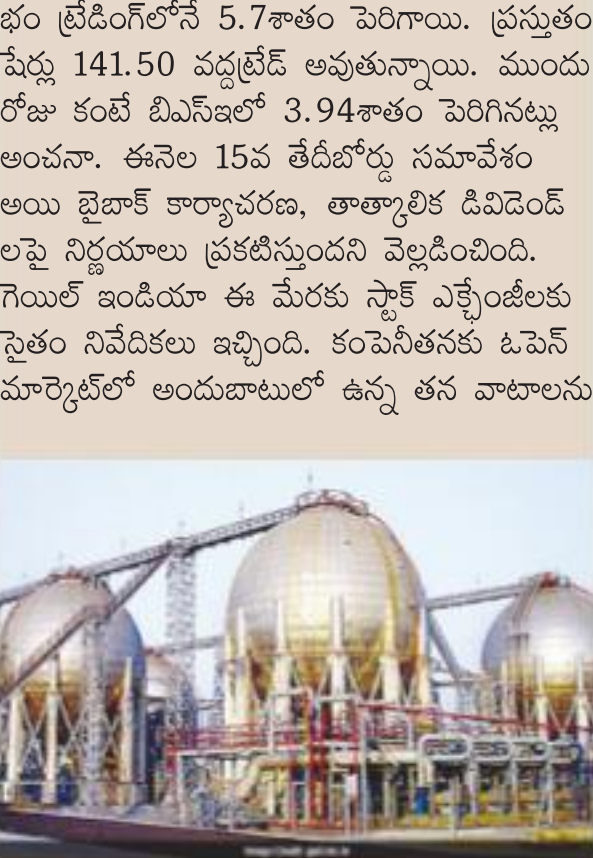 భం ట్రేడింగ్‌లోనే 5.7శాతం పెరిగాయి. ప్రస్తుతం
షేర్లు 141.50 వద్దట్రేడ్ అవుతున్నాయి. ముందు
రోజు కంటే బిఎస్ఇలో 3.94శాతం పెరిగినట్లు
అంచనా. ఈనెల 15వ తేదీబోర్డు సమావేశం
అయి బైబాక్ కార్యాచరణ, తాత్కాలిక డివిడెండ్
లపై నిర్ణయాలు ప్రకటిస్తుందని వెల్లడించింది.
గెయిల్ ఇండియా ఈ మేరకు స్టాక్ ఎక్ఛేంజీలకు
సైతం నివేదికలు ఇచ్చింది. కంపెనీతనకు ఓపెన్
మార్కెట్‌లో అందుబాటులో ఉన్న తన వాటాలను